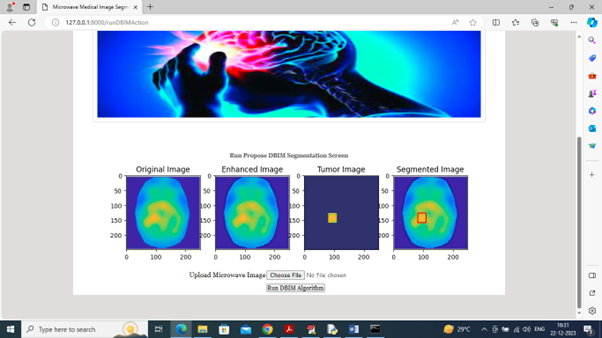 Microwave Medical Image Segm
127.0.0.1:8000/runDBIMAction
Run Propose DBIM Segmentation Screen
Original Image Enhanced Image Tumor Image Segmented Image
0 0 0 0
50 50 50 50
100 100 100 100
150 150 150 150
200 200 200 200
0 100 200 0 100 200 0 100 200 0 100 200
Upload Microwave Image Choose File No file chosen
Run DBIM Algorithm
Type here to search 29°C ENG 16:31
22-12-2023